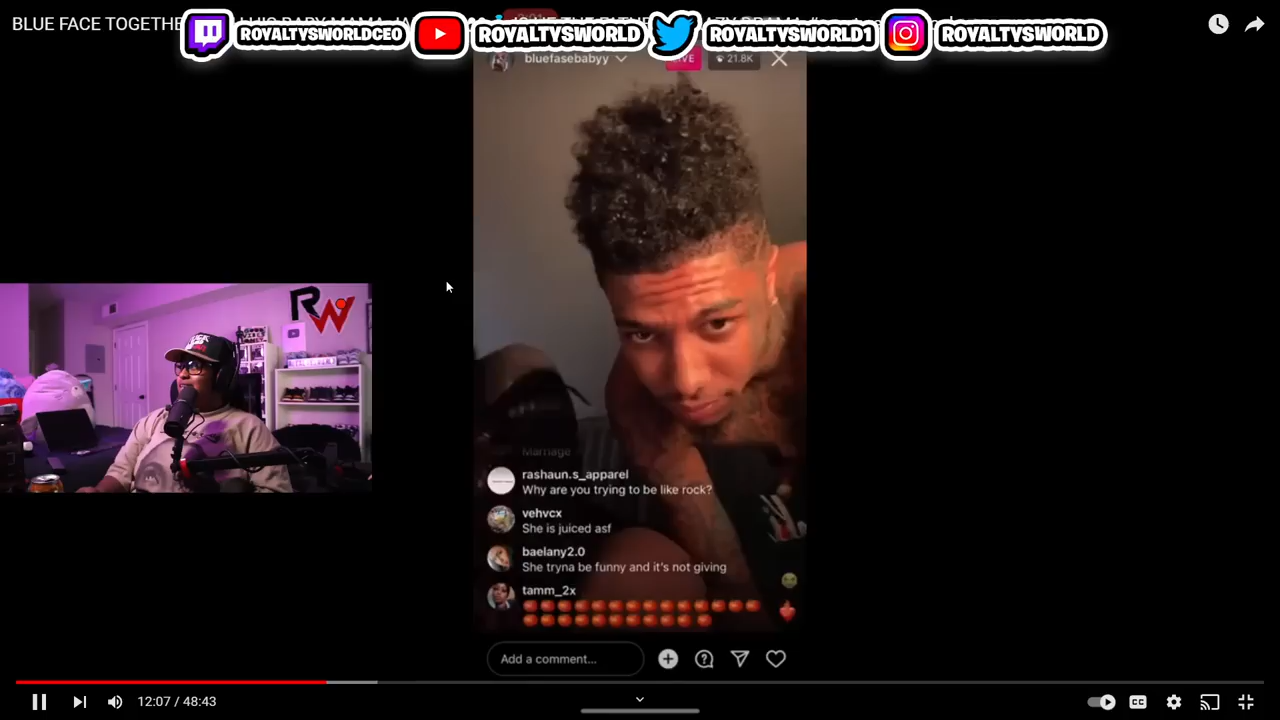 BLUE FACE TOGETHE
ROYALTYSWORLDCEO
ROYALTYSWORLD
ROYALTYSWORLD1
ROYALTYSWORLD
bluefasebabyy
21.8K
RW
Marriage
rashaun.s_apparel
Why are you trying to be like rock?
vehvcx
She is juiced asf
baelany2.0
She tryna be funny and it's not giving
tamm_2x
Add a comment...
12:07 / 48:43
CC